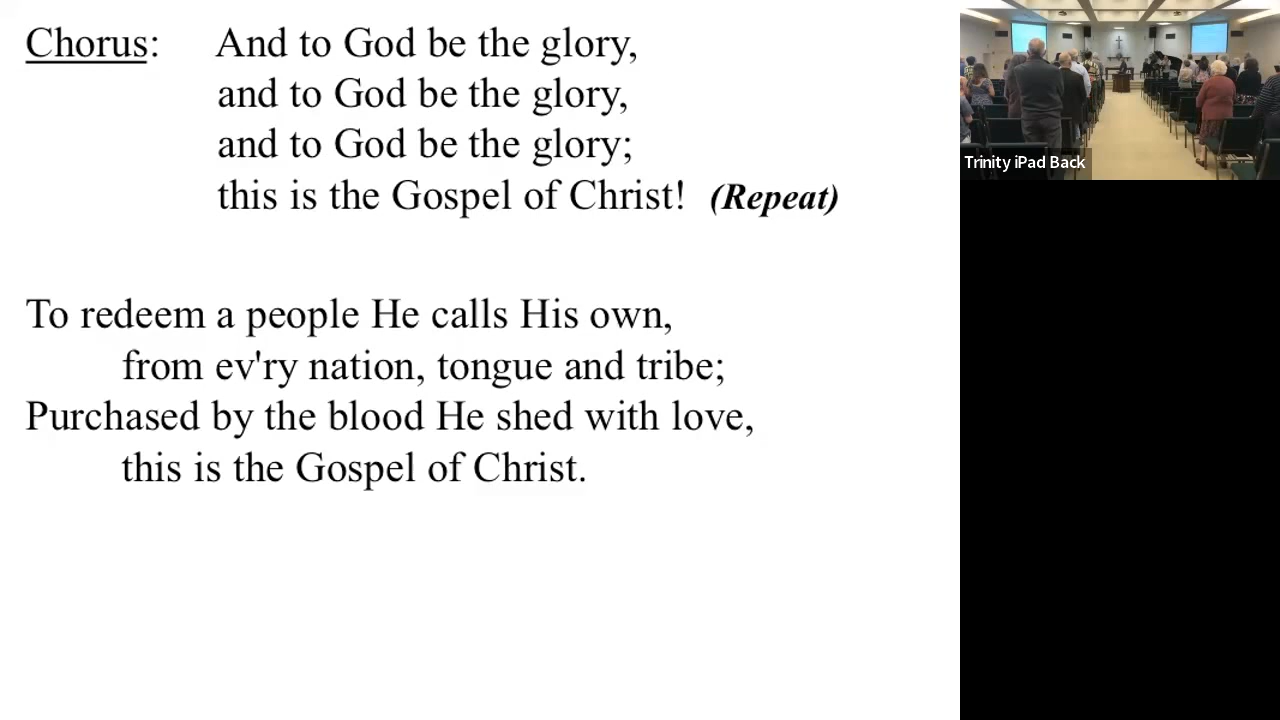 Chorus: And to God be the glory,
and to God be the glory,
and to God be the glory;
this is the Gospel of Christ! (Repeat)
To redeem a people He calls His own,
from ev'ry nation, tongue and tribe;
Purchased by the blood He shed with love,
this is the Gospel of Christ.
Trinity iPad Back